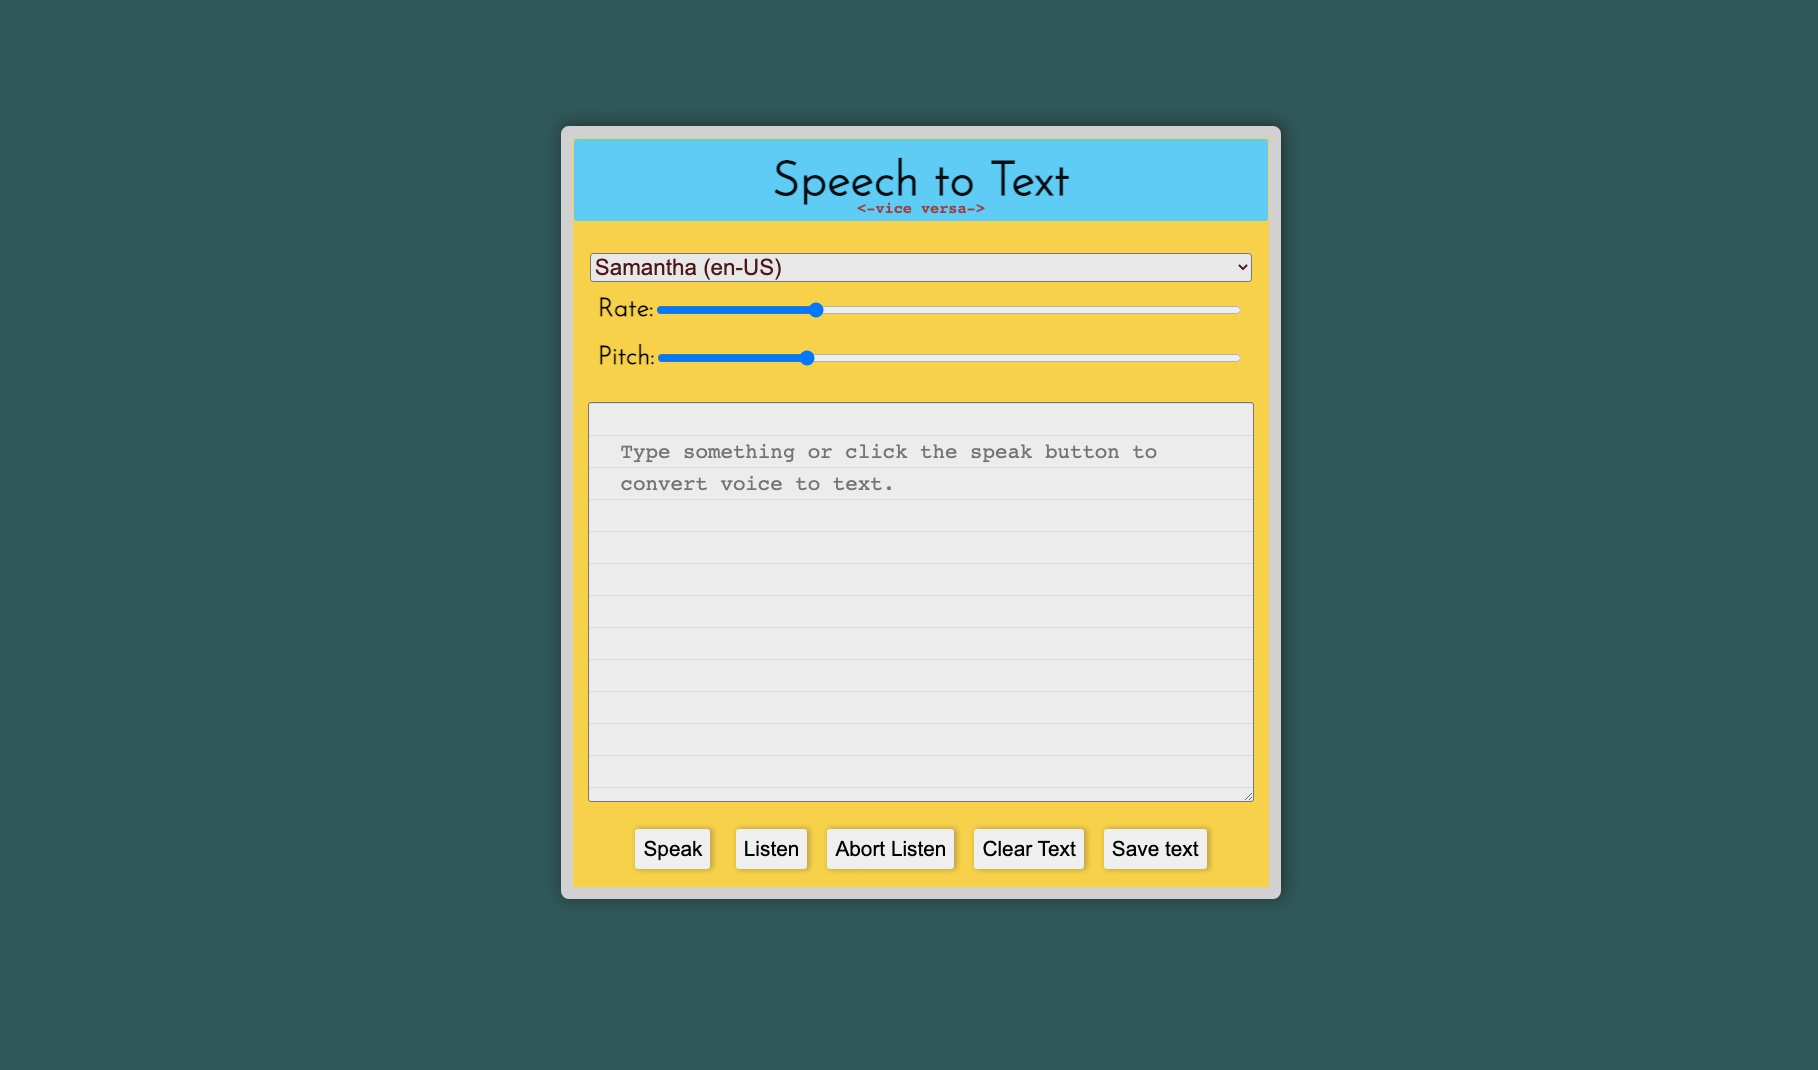 Speech to Text
<-vice versa->
Samantha (en-US)
Rate:
Pitch:
Type something or click the speak button to
convert voice to text.
Speak
Listen
Abort Listen
Clear Text
Save text